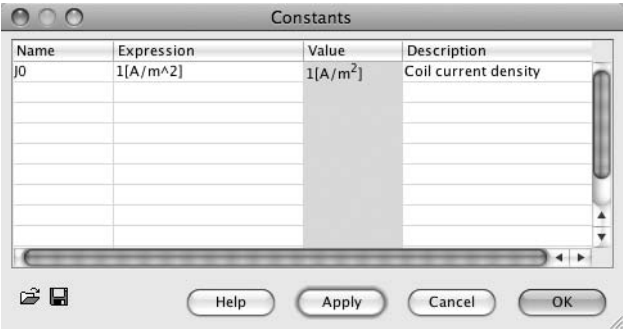 Constants
Name Expression Value Description
J0 1[A/m^2] 1[A/m²] Coil current density
Help Apply Cancel OK